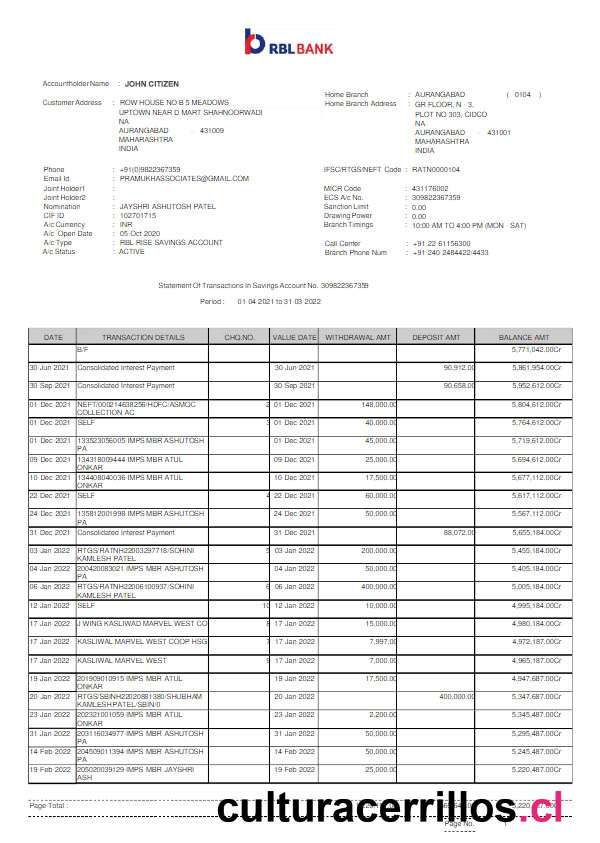 RBLBANK
Accountholder Name : JOHN CITIZEN
Home Branch : AURANGABAD ( 0104 )
Customer Address : ROW HOUSE NO B 5 MEADOWS
Home Branch Address : GR FLOOR, N 3,
UPTOWN NEAR D MART SHAHNOORWADI
PLOT NO 303, CIDCO
NA
NA
AURANGABAD - 431009
AURANGABAD - 431001
MAHARASHTRA
MAHARASHTRA
INDIA
INDIA
Phone : +91(0)9822367359
IFSC/RTGS/NEFT Code : RATN0000104
Email Id : PRAMUKHASSOCIATES@GMAIL.COM
Joint Holder1 :
MICR Code : 431176002
Joint Holder2 :
ECS A/c No. : 309822367359
Nomination : JAYSHRI ASHUTOSH PATEL
Sanction Limit : 0.00
CIF ID : 102701715
Drawing Power : 0.00
A/c Currency : INR
Branch Timings : 10:00 AM TO 4:00 PM (MON - SAT)
A/c Open Date : 05 Oct 2020
A/c Type : RBL RISE SAVINGS ACCOUNT
Call Center : +91 22 61156300
A/c Status : ACTIVE
Branch Phone Num : +91 240 2484422/4433
Statement Of Transactions In Savings Account No. 309822367359
Period : 01-04-2021 to 31-03-2022
DATE TRANSACTION DETAILS CHQ.NO. VALUE DATE WITHDRAWAL AMT DEPOSIT AMT BALANCE AMT
B/F 5,771,042.00Cr
30 Jun 2021 Consolidated Interest Payment 30 Jun 2021 90,912.00 5,861,954.00Cr
30 Sep 2021 Consolidated Interest Payment 30 Sep 2021 90,658.00 5,952,612.00Cr
01 Dec 2021 NEFT/000214638256/HDFC/ASMOC 2 01 Dec 2021 148,000.00 5,804,612.00Cr
COLLECTION AC
01 Dec 2021 SELF 3 01 Dec 2021 40,000.00 5,764,612.00Cr
01 Dec 2021 133523056005 IMPS MBR ASHUTOSH 01 Dec 2021 45,000.00 5,719,612.00Cr
PA
09 Dec 2021 134318009444 IMPS MBR ATUL 09 Dec 2021 25,000.00 5,694,612.00Cr
ONKAR
10 Dec 2021 134408040036 IMPS MBR ATUL 10 Dec 2021 17,500.00 5,677,112.00Cr
ONKAR
22 Dec 2021 SELF 4 22 Dec 2021 60,000.00 5,617,112.00Cr
24 Dec 2021 135812001998 IMPS MBR ASHUTOSH 24 Dec 2021 50,000.00 5,567,112.00Cr
PA
31 Dec 2021 Consolidated Interest Payment 31 Dec 2021 88,072.00 5,655,184.00Cr
03 Jan 2022 RTGS/RATNH22003297718/SOHINI 5 03 Jan 2022 200,000.00 5,455,184.00Cr
KAMLESH PATEL
04 Jan 2022 200420083021 IMPS MBR ASHUTOSH 04 Jan 2022 50,000.00 5,405,184.00Cr
PA
06 Jan 2022 RTGS/RATNH22006100937/SOHINI 6 06 Jan 2022 400,000.00 5,005,184.00Cr
KAMLESH PATEL
12 Jan 2022 SELF 10 12 Jan 2022 10,000.00 4,995,184.00Cr
17 Jan 2022 J WING KASLIWAD MARVEL WEST CO 8 17 Jan 2022 15,000.00 4,980,184.00Cr
17 Jan 2022 KASLIWAL MARVEL WEST COOP HSG 7 17 Jan 2022 7,997.00 4,972,187.00Cr
17 Jan 2022 KASLIWAL MARVEL WEST 9 17 Jan 2022 7,000.00 4,965,187.00Cr
19 Jan 2022 201909010915 IMPS MBR ATUL 19 Jan 2022 17,500.00 4,947,687.00Cr
ONKAR
20 Jan 2022 RTGS/SBINH22020881380/SHUBHAM 20 Jan 2022 400,000.00 5,347,687.00Cr
KAMLESH PATEL/SBIN/0
23 Jan 2022 202321001059 IMPS MBR ATUL 23 Jan 2022 2,200.00 5,345,487.00Cr
ONKAR
31 Jan 2022 203116034977 IMPS MBR ASHUTOSH 31 Jan 2022 50,000.00 5,295,487.00Cr
PA
14 Feb 2022 204509011394 IMPS MBR ASHUTOSH 14 Feb 2022 50,000.00 5,245,487.00Cr
PA
19 Feb 2022 205020039129 IMPS MBR JAYSHRI 19 Feb 2022 25,000.00 5,220,487.00Cr
ASH
Page Total :
culturacerrillos.cl
Page No. 1